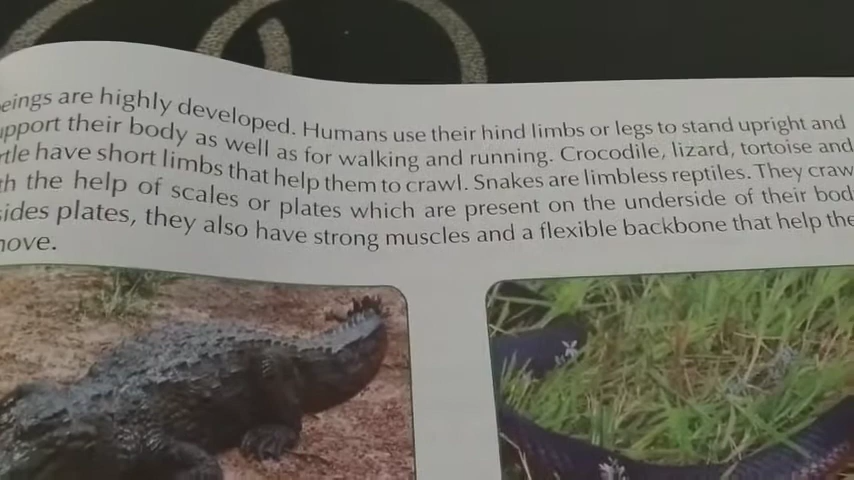 eings are highly developed. Humans use their hind limbs or legs to stand upright and
pport their body as well as for walking and running. Crocodile, lizard, tortoise and
rtle have short limbs that help them to crawl. Snakes are limbless reptiles. They craw
th the help of scales or plates which are present on the underside of their bod
sides plates, they also have strong muscles and a flexible backbone that help the
nove.